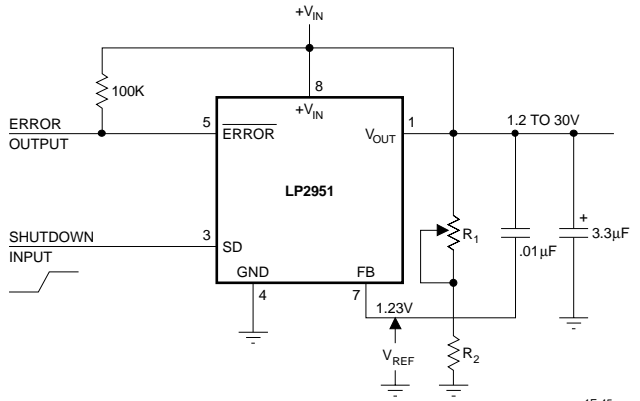 +VIN
100K
8
+VIN
ERROR
OUTPUT
5
ERROR
1
VOUT
1.2 TO 30V
LP2951
SHUTDOWN
INPUT
3
SD
R1
.01µF
+
3.3µF
GND
FB
4
7
1.23V
VREF
R2